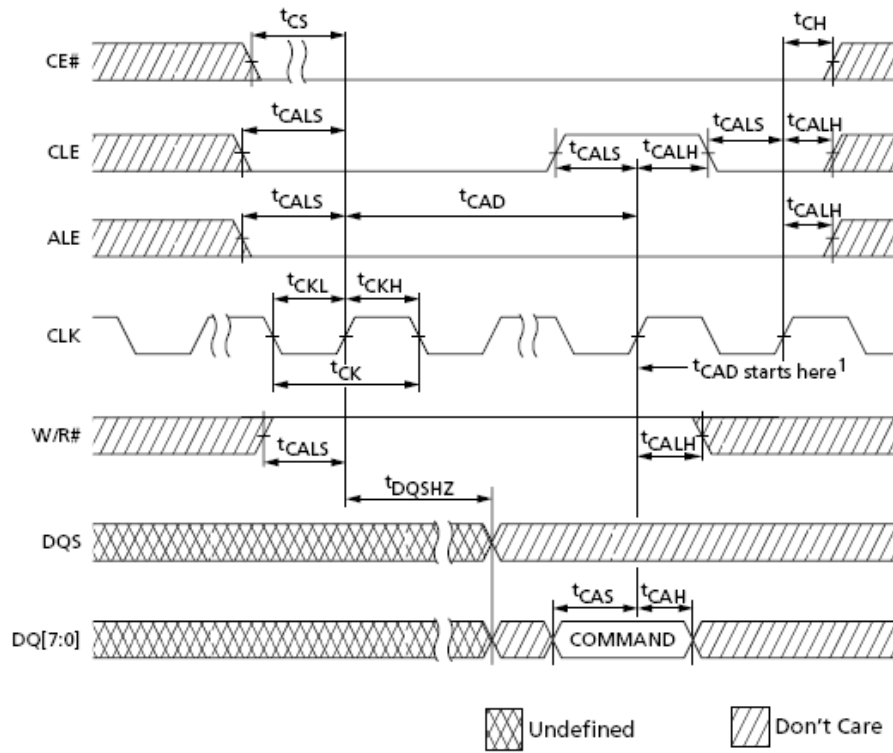 tCS
tCH
CE#
tCALS
tCALS
tCALH
CLE
tCALS
tCALH
tCALS
tCAD
tCALH
ALE
tCKL
tCKH
CLK
tCK
tCAD starts here1
W/R#
tCALS
tCALH
tDQSHZ
DQS
tCAS
tCAH
DQ[7:0]
COMMAND
Undefined
Don't Care